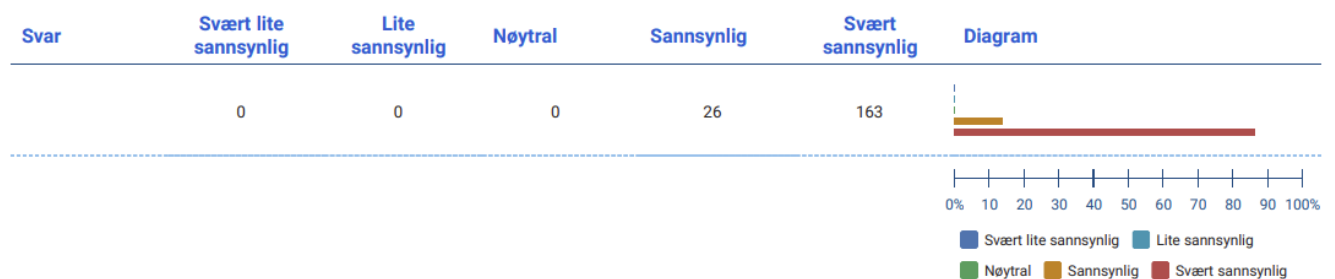 Svar Svært lite sannsynlig Lite sannsynlig Nøytral Sannsynlig Svært sannsynlig Diagram
0 0 0 26 163
0% 10 20 30 40 50 60 70 80 90 100%
Svært lite sannsynlig Lite sannsynlig
Nøytral Sannsynlig Svært sannsynlig